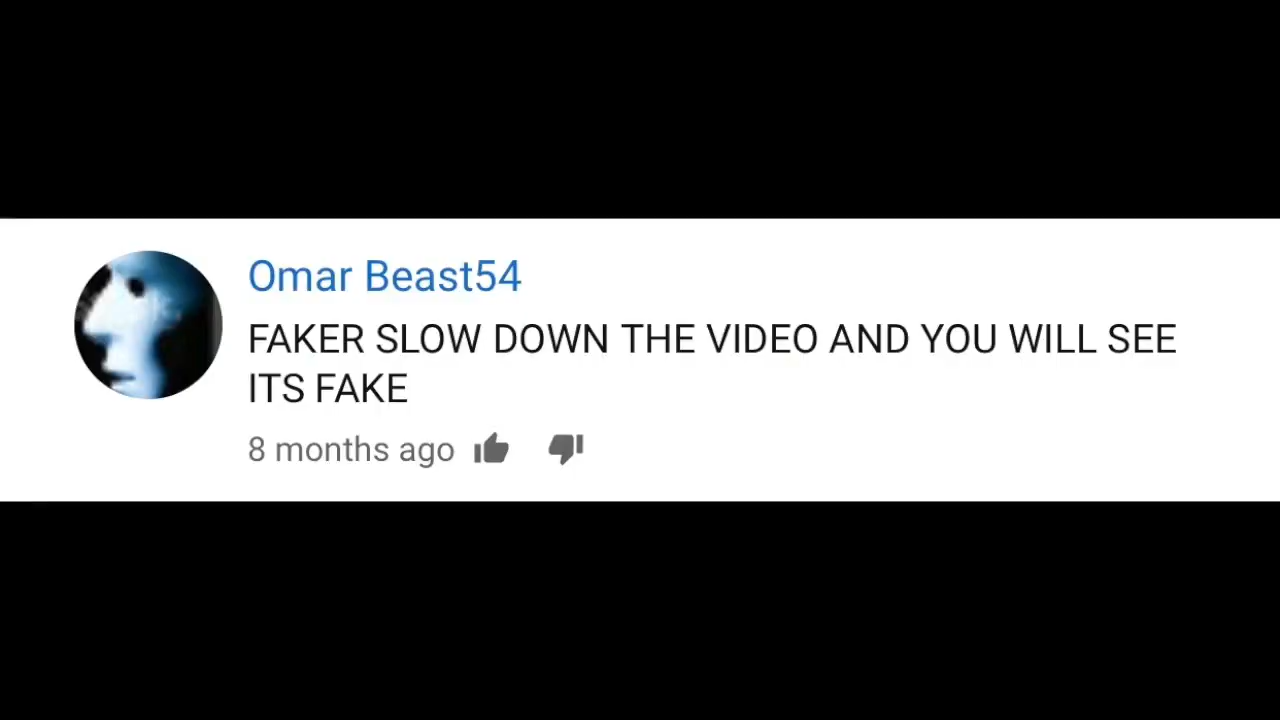 Omar Beast54
FAKER SLOW DOWN THE VIDEO AND YOU WILL SEE
ITS FAKE
8 months ago